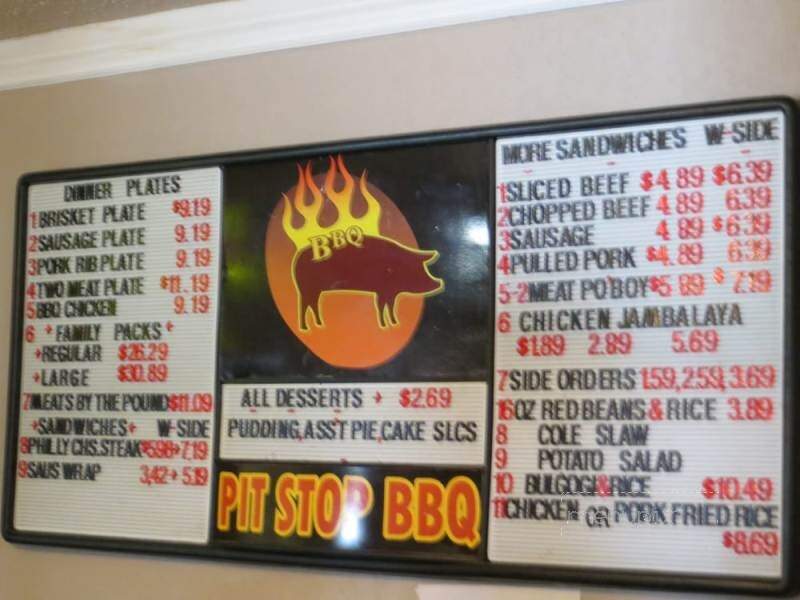 DINNER PLATES
1 BRISKET PLATE $9.19
2 SAUSAGE PLATE 9.19
3 PORK RIB PLATE 9.19
4 TWO MEAT PLATE $11.19
5 BBQ CHICKEN 9.19
6 + FAMILY PACKS +
+REGULAR $26.29
+LARGE $30.89
7 MEATS BY THE POUND $11.09
+SANDWICHES+ W-SIDE
8 PHILLY CHS.STEAK 5.98+7.19
9 SAUS WRAP 3,42+ 5.19
BBQ
ALL DESSERTS + $2.69
PUDDING,ASS'T PIE,CAKE SLCS
PIT STOP BBQ
MORE SANDWICHES W-SIDE
1 SLICED BEEF $4 89 $6.39
2 CHOPPED BEEF 4 89 6.39
3 SAUSAGE 4 89 $6.39
4 PULLED PORK $4.89 6.39
5-2 MEAT PO'BOY $5 89 $7.19
6 CHICKEN JAMBALAYA
$1.89 2.89 5.69
7 SIDE ORDERS 1.59,2.59,3.69
16OZ RED BEANS & RICE 3.89
8 COLE SLAW
9 POTATO SALAD
10 BULGOGI&RICE $10.49
11 CHICKEN OR PORK FRIED RICE
$8.69